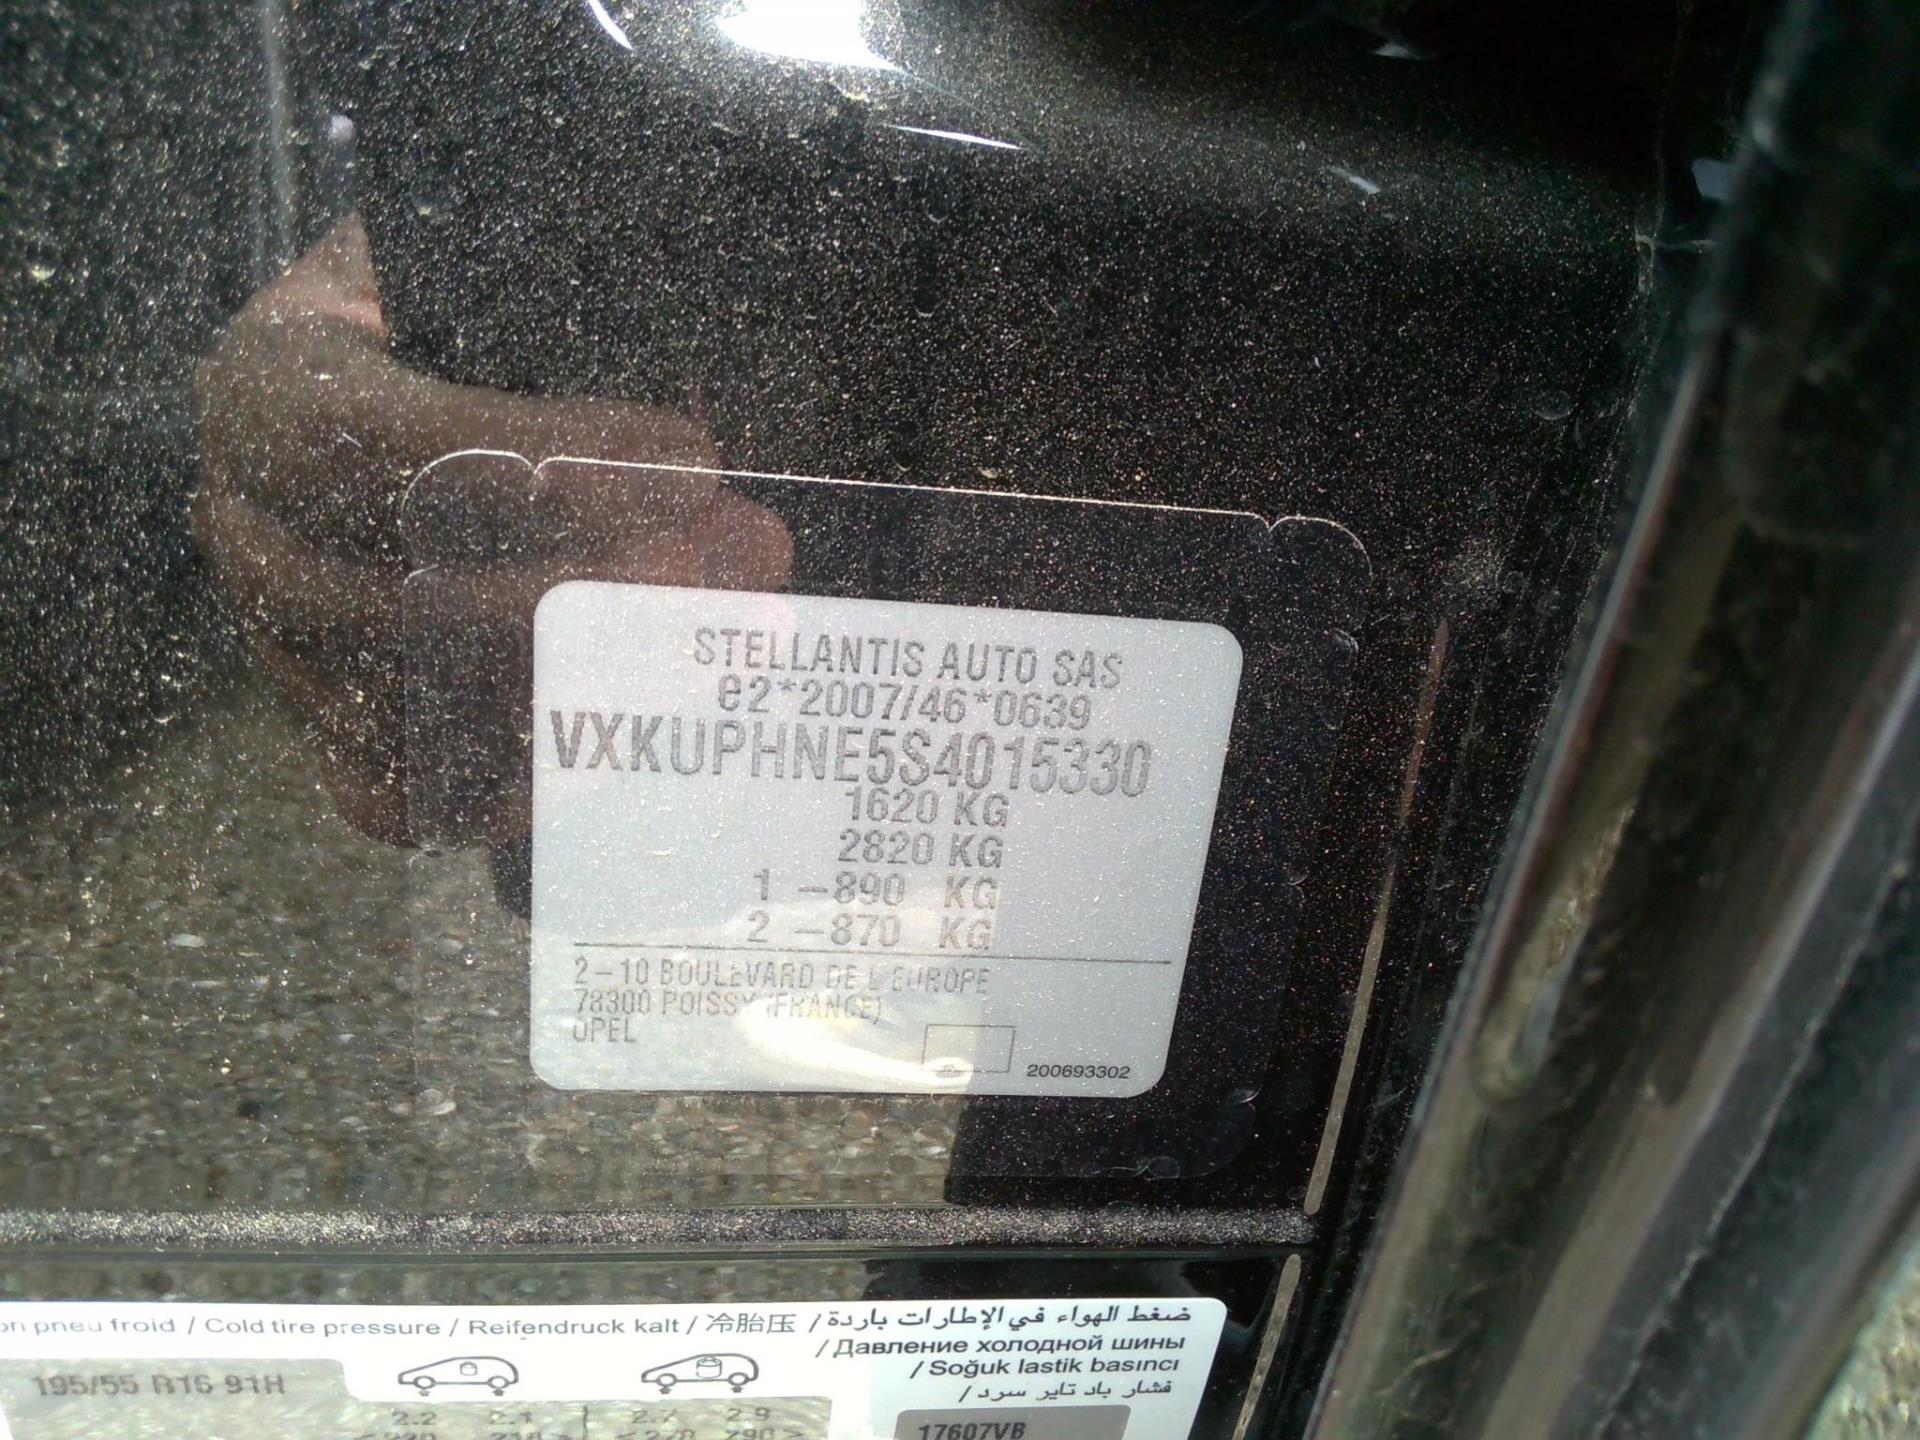 STELLANTIS AUTO SAS
e2*2007/46*0639
VXKUPHNE5S4015330
1620 KG
2820 KG
1 -890 KG
2 -870 KG
2-10 BOULEVARD DE L'EUROPE
78300 POISSY (FRANCE)
OPEL
200693302
on pneu froid / Cold tire pressure / Reifendruck kalt / 冷胎压 / ضغط الهواء في الإطارات باردة
/ Давление холодной шины
/ Soğuk lastik basıncı
/ فشار باد تایر سرد
195/55 R16 91H
2.2 2.1 2.7 2.9
17607VB